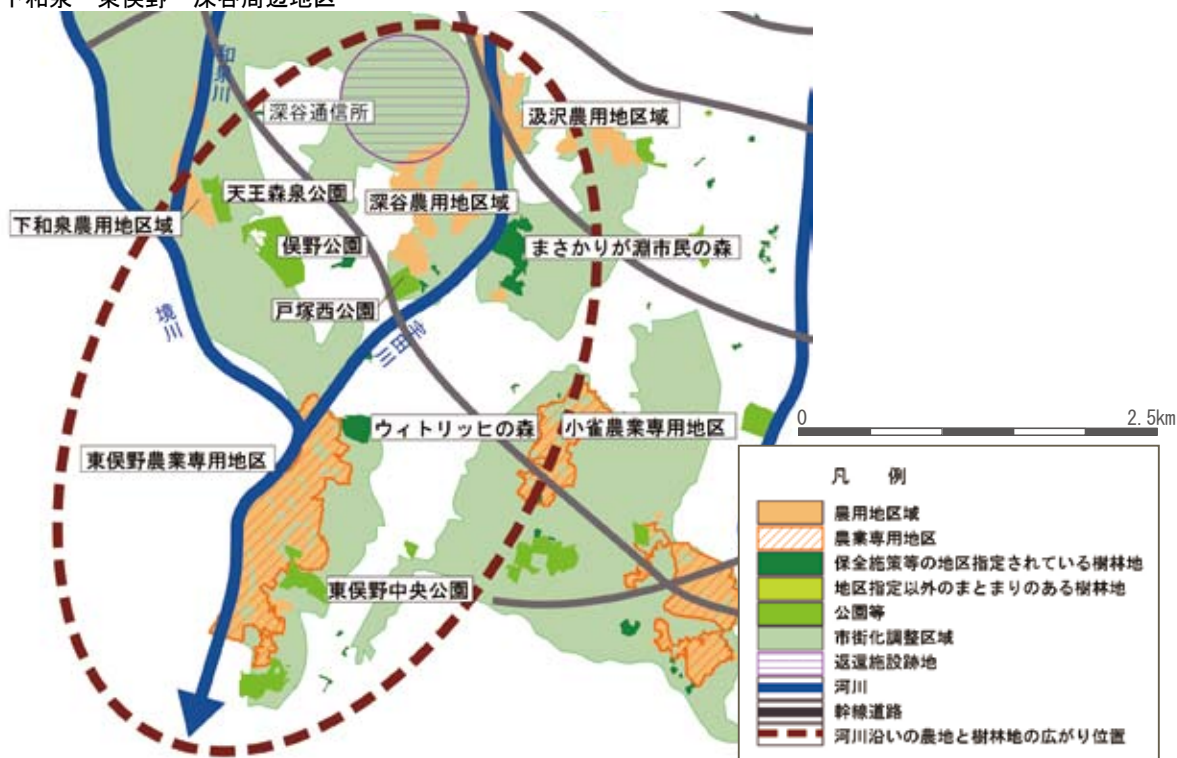 下和泉・東俣野・深谷周辺地区
和泉川
深谷通信所
汲沢農用地区域
天王森泉公園
深谷農用地区域
下和泉農用地区域
俣野公園
まさかりが淵市民の森
戸塚西公園
境川
宇田川
ウィトリッヒの森
小雀農業専用地区
東俣野農業専用地区
東俣野中央公園
0 2.5km
凡 例
農用地区域
農業専用地区
保全施策等の地区指定されている樹林地
地区指定以外のまとまりのある樹林地
公園等
市街化調整区域
返還施設跡地
河川
幹線道路
河川沿いの農地と樹林地の広がり位置